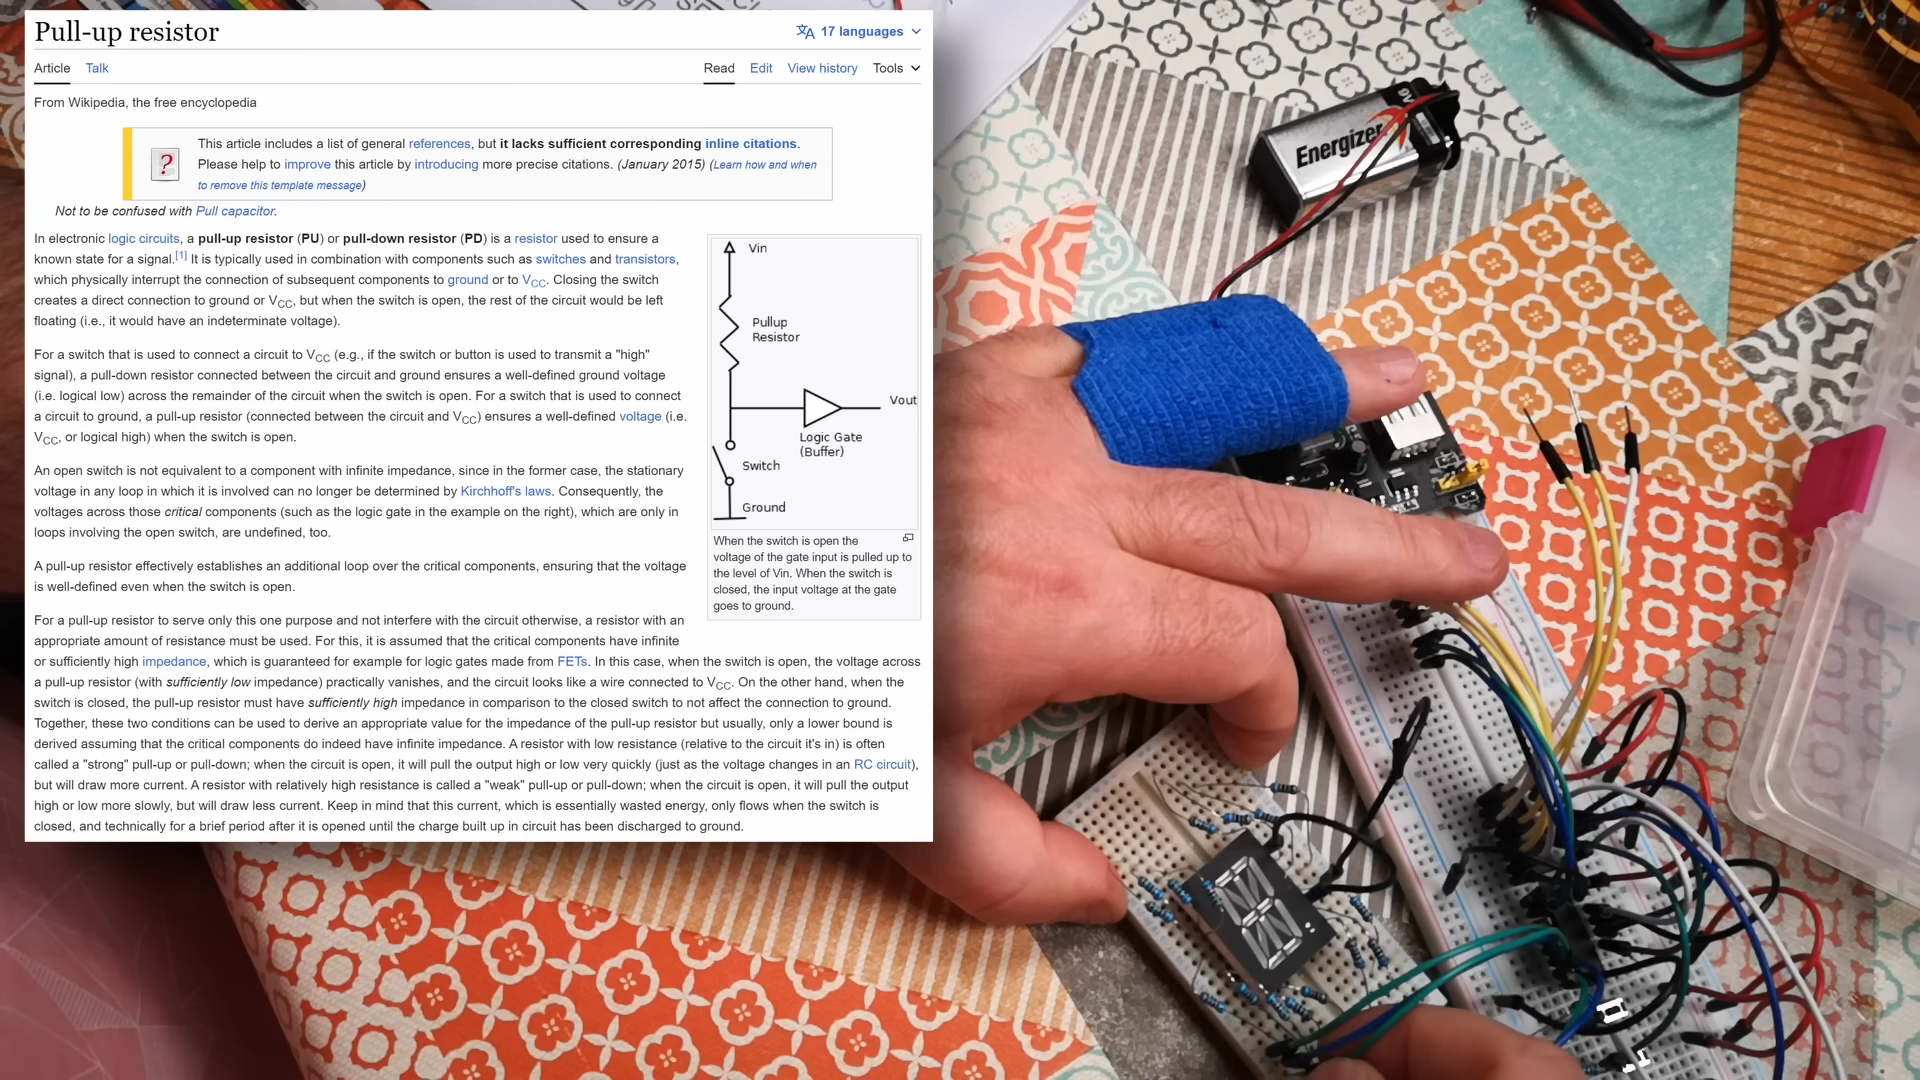 Pull-up resistor
17 languages
Article Talk
Read Edit View history Tools
From Wikipedia, the free encyclopedia
This article includes a list of general references, but it lacks sufficient corresponding inline citations.
Please help to improve this article by introducing more precise citations. (January 2015) (Learn how and when
to remove this template message)
Not to be confused with Pull capacitor.
In electronic logic circuits, a pull-up resistor (PU) or pull-down resistor (PD) is a resistor used to ensure a
known state for a signal.[1] It is typically used in combination with components such as switches and transistors,
which physically interrupt the connection of subsequent components to ground or to VCC. Closing the switch
creates a direct connection to ground or VCC, but when the switch is open, the rest of the circuit would be left
floating (i.e., it would have an indeterminate voltage).
For a switch that is used to connect a circuit to VCC (e.g., if the switch or button is used to transmit a "high"
signal), a pull-down resistor connected between the circuit and ground ensures a well-defined ground voltage
(i.e. logical low) across the remainder of the circuit when the switch is open. For a switch that is used to connect
a circuit to ground, a pull-up resistor (connected between the circuit and VCC) ensures a well-defined voltage (i.e.
VCC, or logical high) when the switch is open.
An open switch is not equivalent to a component with infinite impedance, since in the former case, the stationary
voltage in any loop in which it is involved can no longer be determined by Kirchhoff's laws. Consequently, the
voltages across those critical components (such as the logic gate in the example on the right), which are only in
loops involving the open switch, are undefined, too.
A pull-up resistor effectively establishes an additional loop over the critical components, ensuring that the voltage
is well-defined even when the switch is open.
For a pull-up resistor to serve only this one purpose and not interfere with the circuit otherwise, a resistor with an
appropriate amount of resistance must be used. For this, it is assumed that the critical components have infinite
or sufficiently high impedance, which is guaranteed for example for logic gates made from FETs. In this case, when the switch is open, the voltage across
a pull-up resistor (with sufficiently low impedance) practically vanishes, and the circuit looks like a wire connected to VCC. On the other hand, when the
switch is closed, the pull-up resistor must have sufficiently high impedance in comparison to the closed switch to not affect the connection to ground.
Together, these two conditions can be used to derive an appropriate value for the impedance of the pull-up resistor but usually, only a lower bound is
derived assuming that the critical components do indeed have infinite impedance. A resistor with low resistance (relative to the circuit it's in) is often
called a "strong" pull-up or pull-down; when the circuit is open, it will pull the output high or low very quickly (just as the voltage changes in an RC circuit),
but will draw more current. A resistor with relatively high resistance is called a "weak" pull-up or pull-down; when the circuit is open, it will pull the output
high or low more slowly, but will draw less current. Keep in mind that this current, which is essentially wasted energy, only flows when the switch is
closed, and technically for a brief period after it is opened until the charge built up in circuit has been discharged to ground.
Vin
Pullup
Resistor
Vout
Logic Gate
(Buffer)
Switch
Ground
When the switch is open the
voltage of the gate input is pulled up to
the level of Vin. When the switch is
closed, the input voltage at the gate
goes to ground.
Energizer
9V